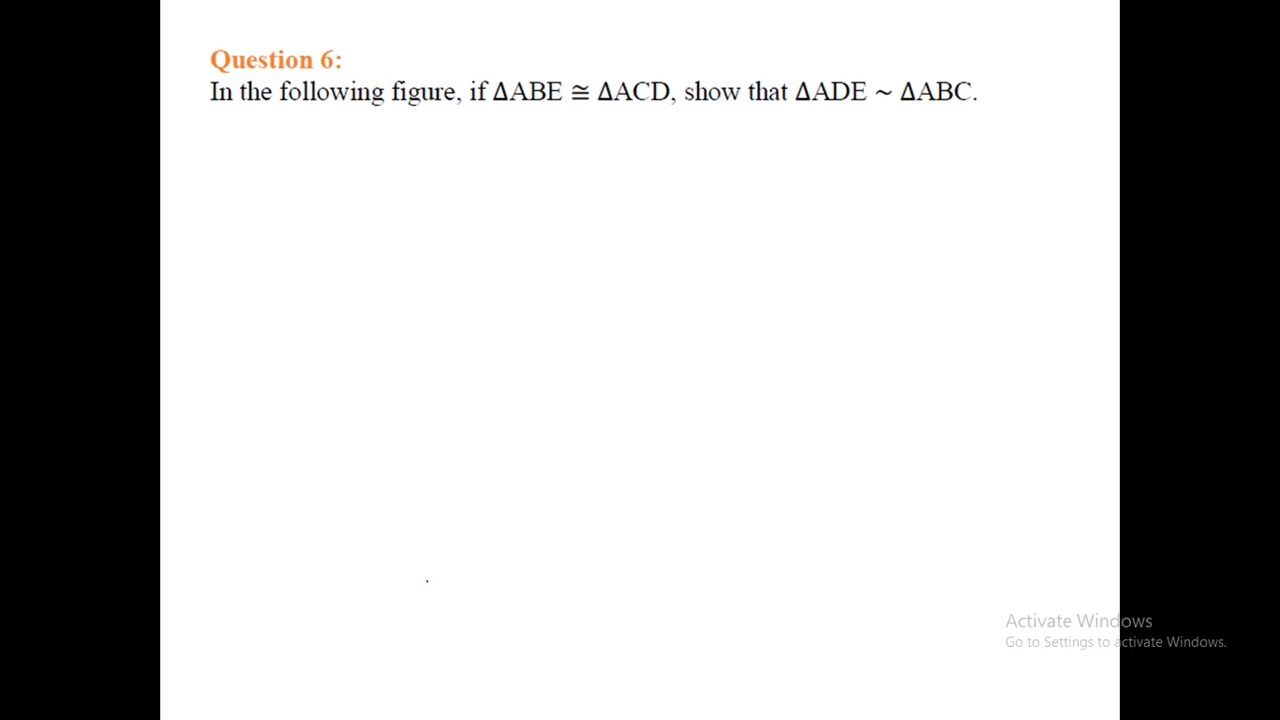 Question 6:
In the following figure, if ΔABE ≅ ΔACD, show that ΔADE ~ ΔABC.
Activate Windows
Go to Settings to activate Windows.